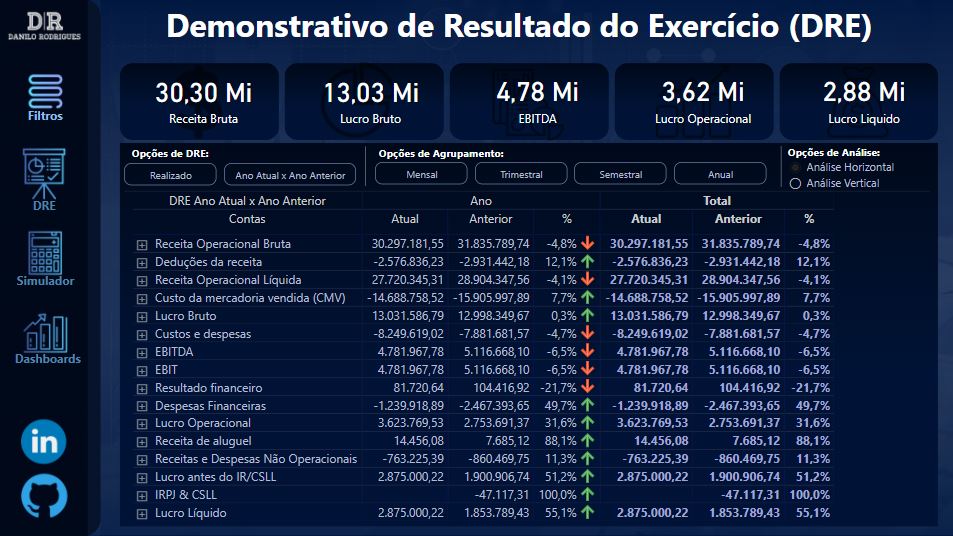 D|R
DANILO RODRIGUES
Demonstrativo de Resultado do Exercício (DRE)
30,30 Mi
Receita Bruta
13,03 Mi
Lucro Bruto
4,78 Mi
EBITDA
3,62 Mi
Lucro Operacional
2,88 Mi
Lucro Liquido
Filtros
DRE
Simulador
Dashboards
in
Opções de DRE:
Realizado
Ano Atual x Ano Anterior
Opções de Agrupamento:
Mensal
Trimestral
Semestral
Anual
Opções de Análise:
Análise Horizontal
Análise Vertical
DRE Ano Atual x Ano Anterior Ano Total
Contas Atual Anterior % Atual Anterior %
Receita Operacional Bruta 30.297.181,55 31.835.789,74 -4,8% 30.297.181,55 31.835.789,74 -4,8%
Deduções da receita -2.576.836,23 -2.931.442,18 12,1% -2.576.836,23 -2.931.442,18 12,1%
Receita Operacional Líquida 27.720.345,31 28.904.347,56 -4,1% 27.720.345,31 28.904.347,56 -4,1%
Custo da mercadoria vendida (CMV) -14.688.758,52 -15.905.997,89 7,7% -14.688.758,52 -15.905.997,89 7,7%
Lucro Bruto 13.031.586,79 12.998.349,67 0,3% 13.031.586,79 12.998.349,67 0,3%
Custos e despesas -8.249.619,02 -7.881.681,57 -4,7% -8.249.619,02 -7.881.681,57 -4,7%
EBITDA 4.781.967,78 5.116.668,10 -6,5% 4.781.967,78 5.116.668,10 -6,5%
EBIT 4.781.967,78 5.116.668,10 -6,5% 4.781.967,78 5.116.668,10 -6,5%
Resultado financeiro 81.720,64 104.416,92 -21,7% 81.720,64 104.416,92 -21,7%
Despesas Financeiras -1.239.918,89 -2.467.393,65 49,7% -1.239.918,89 -2.467.393,65 49,7%
Lucro Operacional 3.623.769,53 2.753.691,37 31,6% 3.623.769,53 2.753.691,37 31,6%
Receita de aluguel 14.456,08 7.685,12 88,1% 14.456,08 7.685,12 88,1%
Receitas e Despesas Não Operacionais -763.225,39 -860.469,75 11,3% -763.225,39 -860.469,75 11,3%
Lucro antes do IR/CSLL 2.875.000,22 1.900.906,74 51,2% 2.875.000,22 1.900.906,74 51,2%
IRPJ & CSLL -47.117,31 100,0% -47.117,31 100,0%
Lucro Líquido 2.875.000,22 1.853.789,43 55,1% 2.875.000,22 1.853.789,43 55,1%